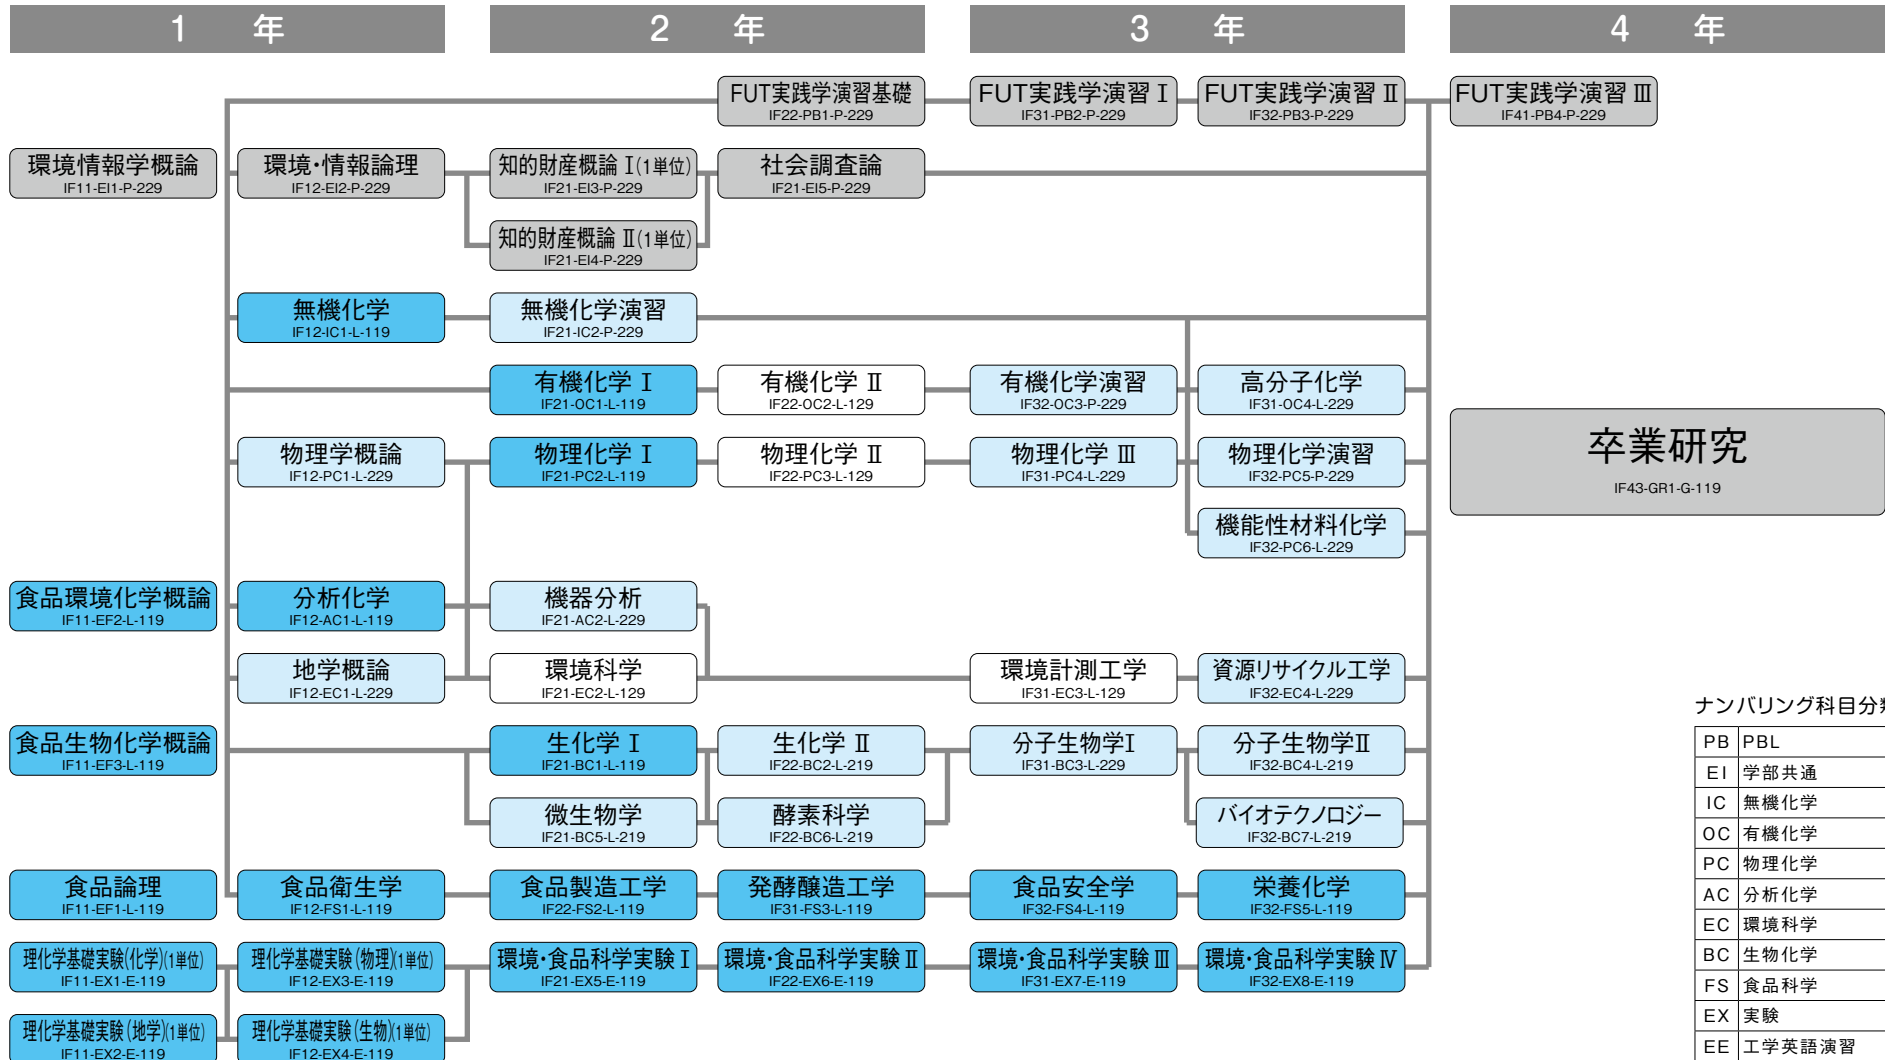 1 年
2 年
3 年
4 年
FUT実践学演習基礎
IF22-PB1-P-229
FUT実践学演習 Ⅰ
IF31-PB2-P-229
FUT実践学演習 Ⅱ
IF32-PB3-P-229
FUT実践学演習 Ⅲ
IF41-PB4-P-229
環境情報学概論
IF11-EI1-P-229
環境・情報論理
IF12-EI2-P-229
知的財産概論 Ⅰ(1単位)
IF21-EI3-P-229
社会調査論
IF21-EI5-P-229
知的財産概論 Ⅱ(1単位)
IF21-EI4-P-229
無機化学
IF12-IC1-L-119
無機化学演習
IF21-IC2-P-229
有機化学 Ⅰ
IF21-OC1-L-119
有機化学 Ⅱ
IF22-OC2-L-129
有機化学演習
IF32-OC3-P-229
高分子化学
IF31-OC4-L-229
物理学概論
IF12-PC1-L-229
物理化学 Ⅰ
IF21-PC2-L-119
物理化学 Ⅱ
IF22-PC3-L-129
物理化学 Ⅲ
IF31-PC4-L-229
物理化学演習
IF32-PC5-P-229
卒業研究
IF43-GR1-G-119
機能性材料化学
IF32-PC6-L-229
食品環境化学概論
IF11-EF2-L-119
分析化学
IF12-AC1-L-119
機器分析
IF21-AC2-L-229
地学概論
IF12-EC1-L-229
環境科学
IF21-EC2-L-129
環境計測工学
IF31-EC3-L-129
資源リサイクル工学
IF32-EC4-L-229
食品生物化学概論
IF11-EF3-L-119
生化学 Ⅰ
IF21-BC1-L-119
生化学 Ⅱ
IF22-BC2-L-219
分子生物学Ⅰ
IF31-BC3-L-229
分子生物学Ⅱ
IF32-BC4-L-219
微生物学
IF21-BC5-L-219
酵素科学
IF22-BC6-L-219
バイオテクノロジー
IF32-BC7-L-219
食品論理
IF11-EF1-L-119
食品衛生学
IF12-FS1-L-119
食品製造工学
IF22-FS2-L-119
発酵醸造工学
IF31-FS3-L-119
食品安全学
IF32-FS4-L-119
栄養化学
IF32-FS5-L-119
理化学基礎実験(化学)(1単位)
IF11-EX1-E-119
理化学基礎実験(物理)(1単位)
IF12-EX3-E-119
環境・食品科学実験 Ⅰ
IF21-EX5-E-119
環境・食品科学実験 Ⅱ
IF22-EX6-E-119
環境・食品科学実験 Ⅲ
IF31-EX7-E-119
環境・食品科学実験 Ⅳ
IF32-EX8-E-119
理化学基礎実験(地学)(1単位)
IF11-EX2-E-119
理化学基礎実験(生物)(1単位)
IF12-EX4-E-119
ナンバリング科目分類
PB PBL
EI 学部共通
IC 無機化学
OC 有機化学
PC 物理化学
AC 分析化学
EC 環境科学
BC 生物化学
FS 食品科学
EX 実験
EE 工学英語演習